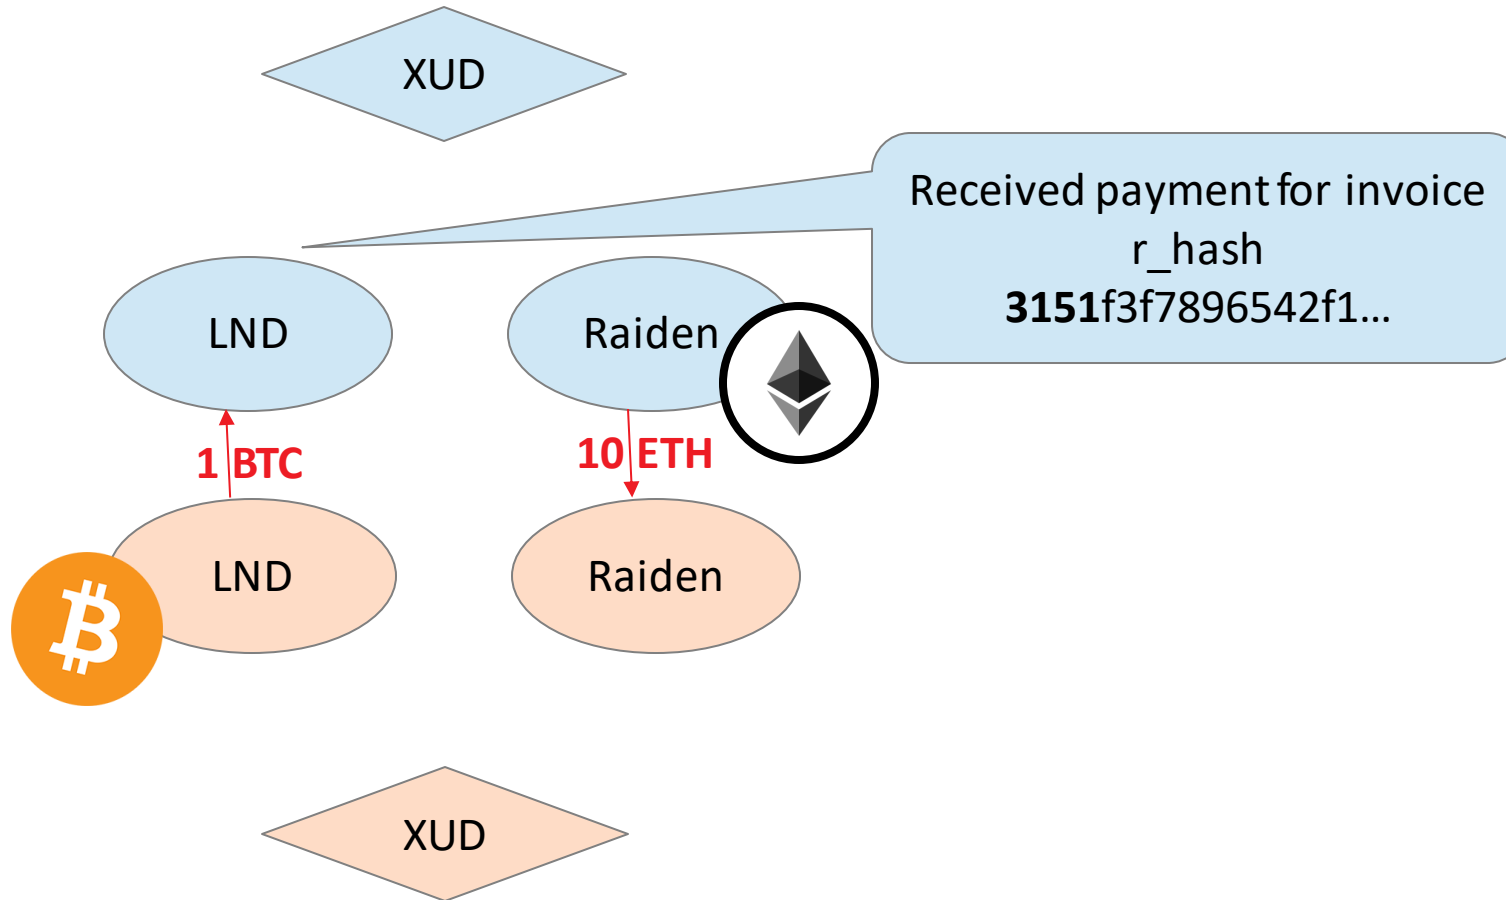 XUD
Received payment for invoice
r_hash
3151f3f7896542f1...
LND
Raiden
1 BTC
10 ETH
LND
Raiden
XUD